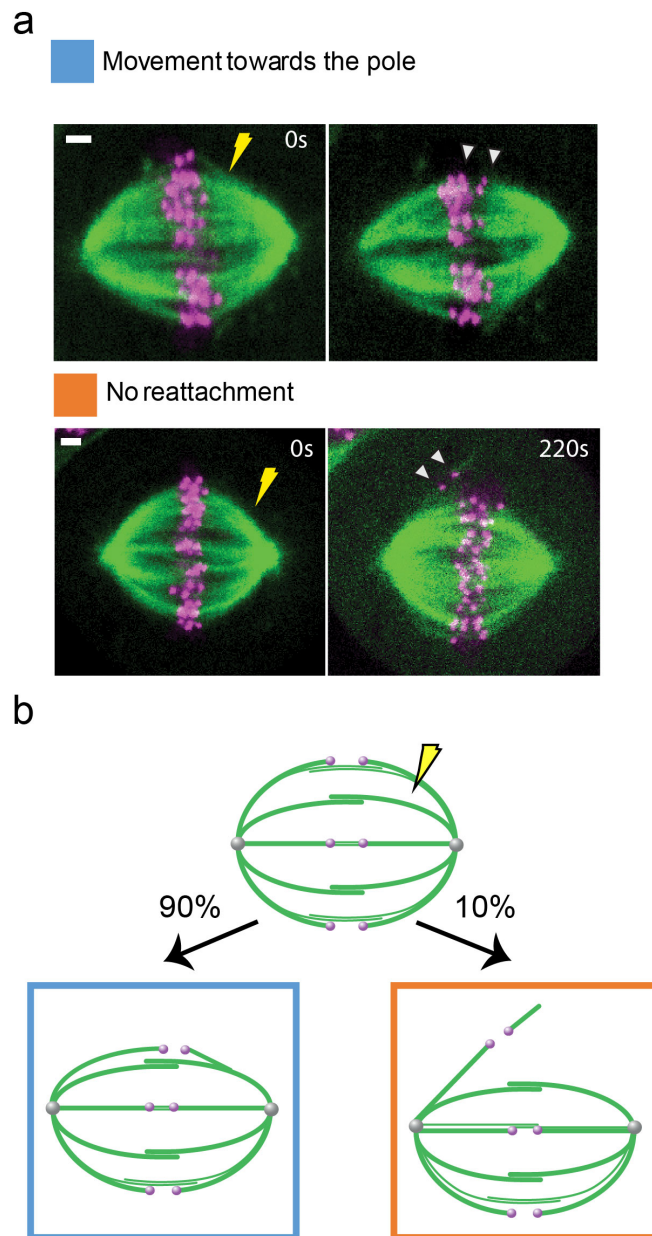 a
Movement towards the pole
0s
No reattachment
0s
220s
b
90%
10%